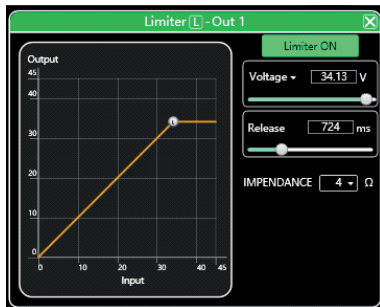 Limiter L - Out 1
Limiter ON
Output
45
40
30
20
10
0
0 10 20 30 40 45
Input
L
Voltage 34.13 V
Release 724 ms
IMPENDANCE 4 Ω